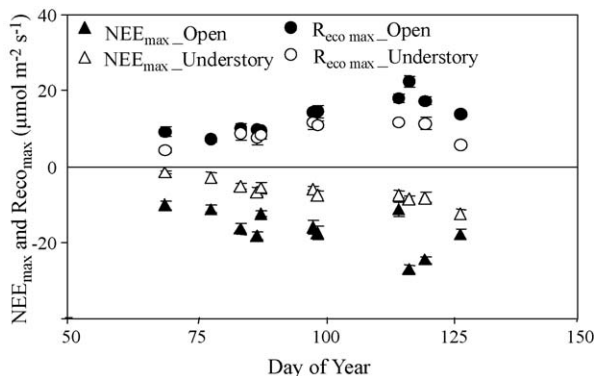 40
▲ NEEmax_Open ● Reco max_Open
△ NEEmax_Understory ○ Reco max_Understory
20
0
-20
NEEmax and Recomax (μmol m-2 s-1)
50 75 100 125 150
Day of Year